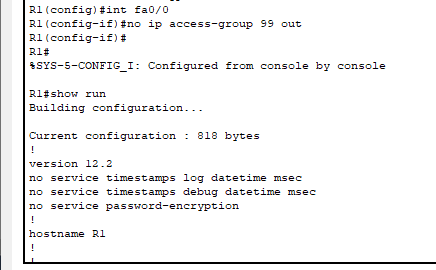 R1(config)#int fa0/0
R1(config-if)#no ip access-group 99 out
R1(config-if)#
R1#
%SYS-5-CONFIG_I: Configured from console by console
R1#show run
Building configuration...
Current configuration : 818 bytes
!
version 12.2
no service timestamps log datetime msec
no service timestamps debug datetime msec
no service password-encryption
!
hostname R1
!
!